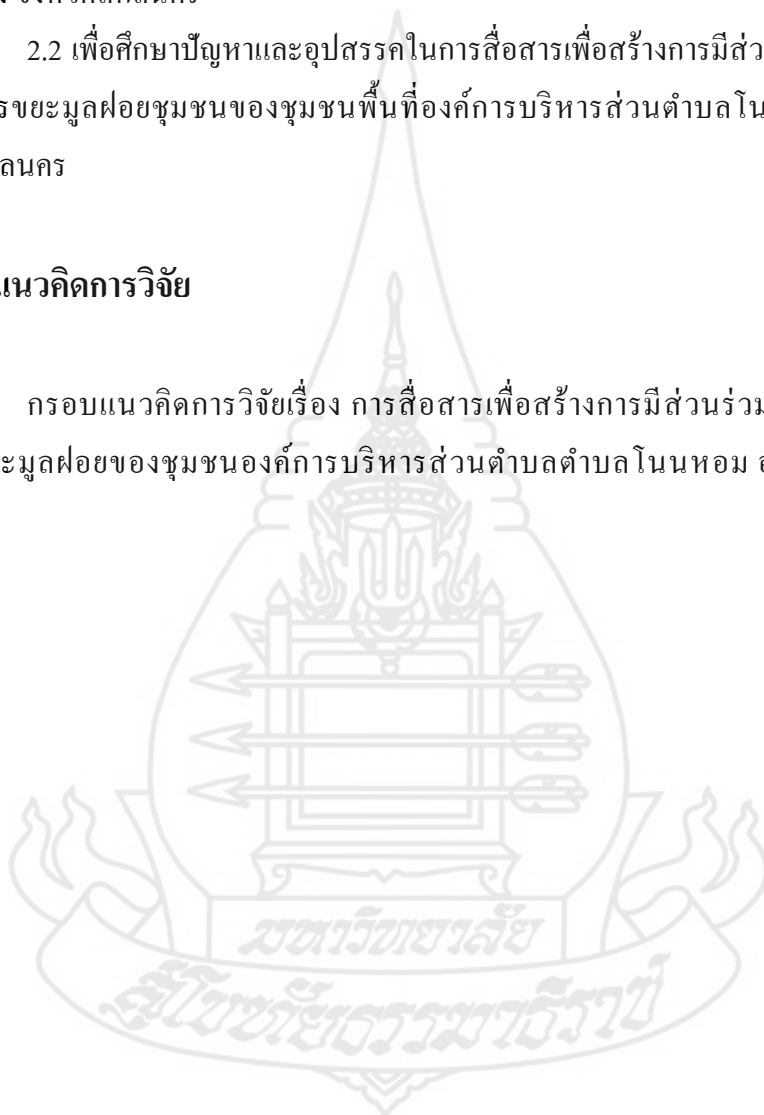 2.2 เพื่อศึกษาปัญหาและอุปสรรคในการสื่อสารเพื่อสร้างการมีส่ว
รขยะมูลฝอยชุมชนของชุมชนพื้นที่องค์การบริหารส่วนตำบลโน
ลนคร
แนวคิดการวิจัย
กรอบแนวคิดการวิจัยเรื่อง การสื่อสารเพื่อสร้างการมีส่วนร่วม
ะมูลฝอยของชุมชนองค์การบริหารส่วนตำบลตำบลโนนหอม อ
มหาวิทยาลัย
สุโขทัยธรรมาธิราช